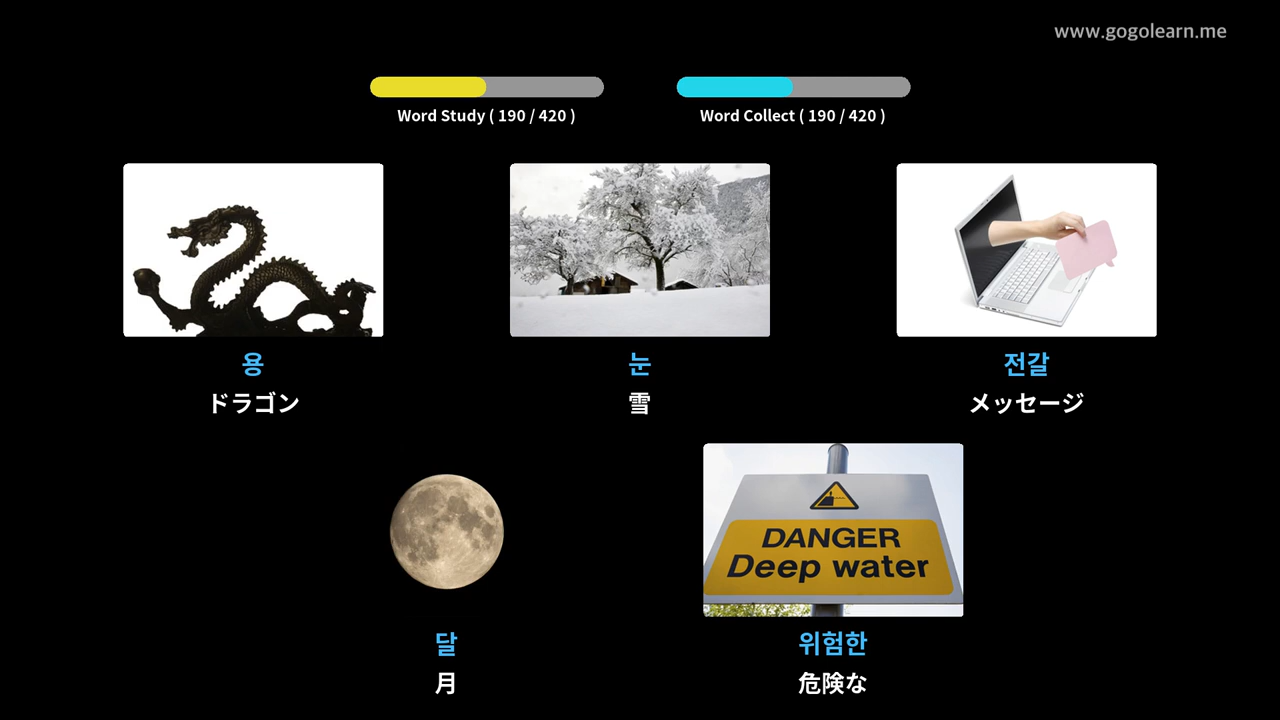 www.gogolearn.me
Word Study ( 190 / 420 )
Word Collect ( 190 / 420 )
용
ドラゴン
눈
雪
전갈
メッセージ
DANGER
Deep water
달
月
위험한
危険な